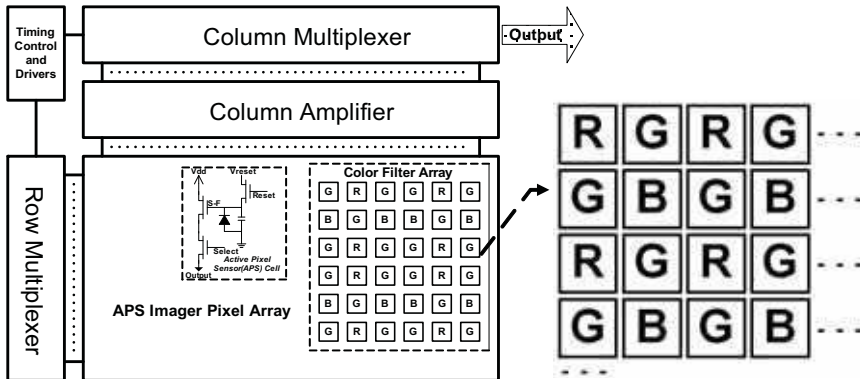 Timing
Control
and
Drivers
Column Multiplexer
Output
Column Amplifier
Row Multiplexer
Vdd
Vreset
Reset
S-F
Select
Output
Active Pixel
Sensor(APS) Cell
APS Imager Pixel Array
Color Filter Array
G R G G R G
B G G G G B
G R G G R G
G R G G R G
B G G G G B
G R G G R G
R G R G
G B G B
R G R G
G B G B